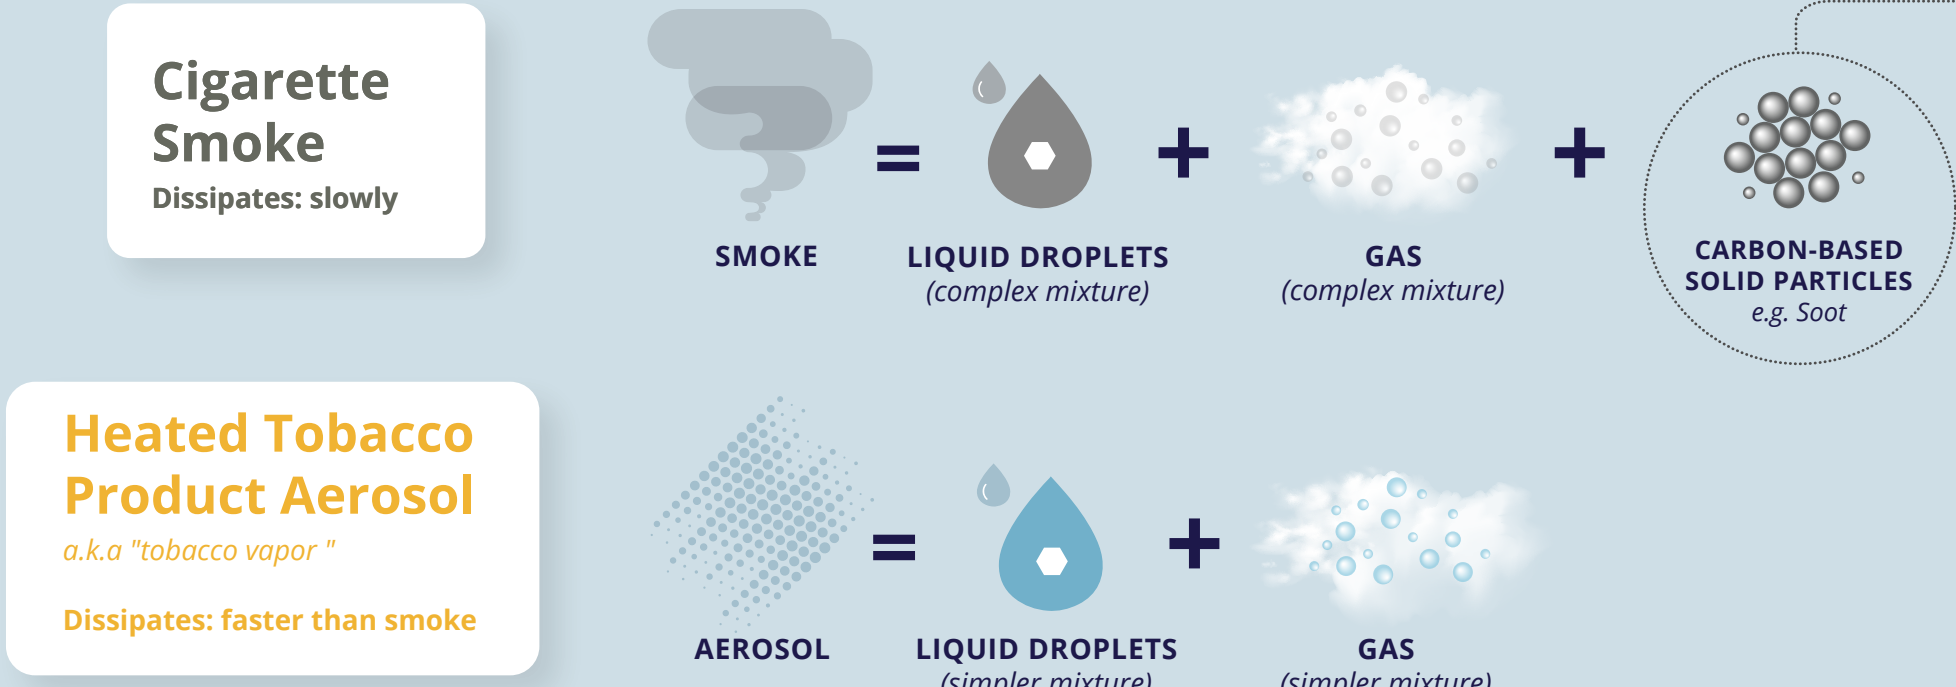 Cigarette
Smoke
Dissipates: slowly
=
+
+
SMOKE
LIQUID DROPLETS
(complex mixture)
GAS
(complex mixture)
CARBON-BASED
SOLID PARTICLES
e.g. Soot
Heated Tobacco
Product Aerosol
a.k.a "tobacco vapor "
Dissipates: faster than smoke
=
+
AEROSOL
LIQUID DROPLETS
(simpler mixture)
GAS
(simpler mixture)